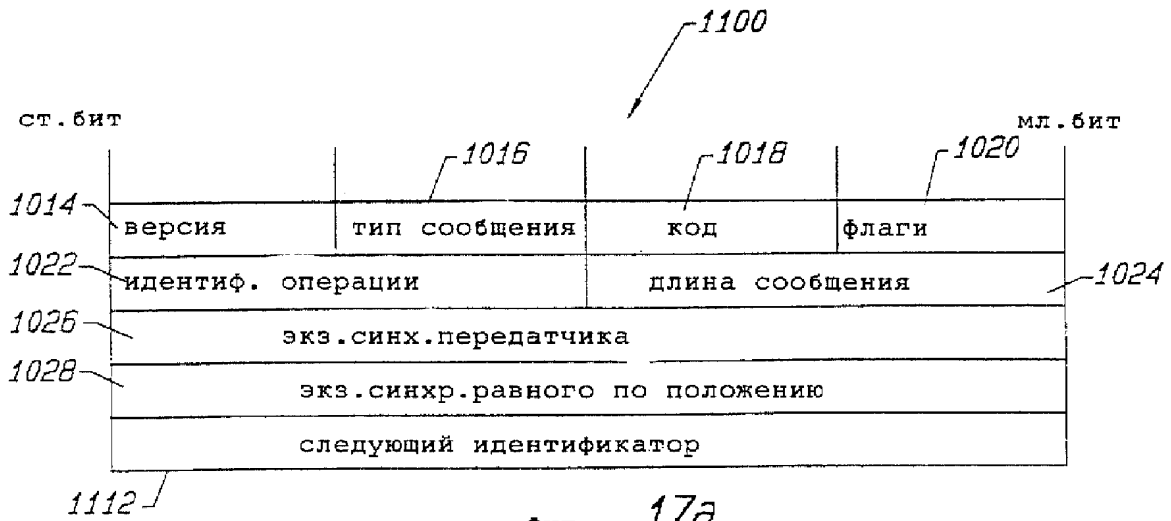 1100
ст.бит
мл.бит
1016
1018
1020
1014
версия
тип сообщения
код
флаги
1022
идентиф. операции
длина сообщения
1024
1026
экз.синх.передатчика
1028
экз.синхр.равного по положению
следующий идентификатор
1112
17а